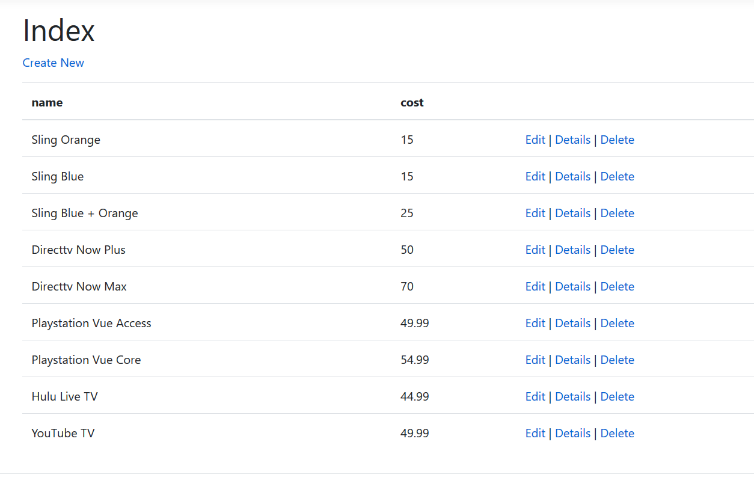 Index
Create New
name cost
Sling Orange 15 Edit | Details | Delete
Sling Blue 15 Edit | Details | Delete
Sling Blue + Orange 25 Edit | Details | Delete
Directtv Now Plus 50 Edit | Details | Delete
Directtv Now Max 70 Edit | Details | Delete
Playstation Vue Access 49.99 Edit | Details | Delete
Playstation Vue Core 54.99 Edit | Details | Delete
Hulu Live TV 44.99 Edit | Details | Delete
YouTube TV 49.99 Edit | Details | Delete